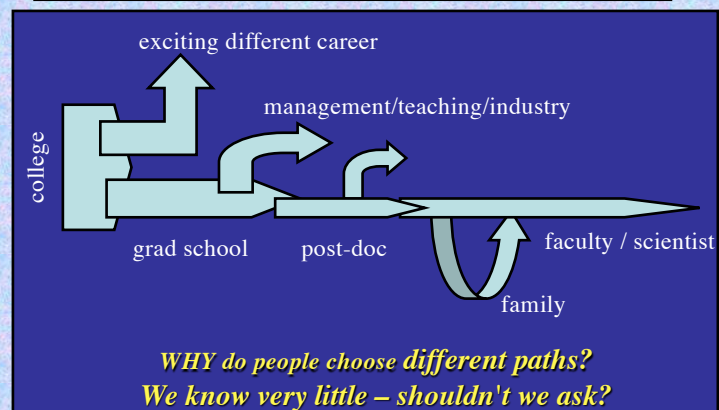 exciting different career
management/teaching/industry
college
grad school
post-doc
faculty / scientist
family
WHY do people choose different paths?
We know very little – shouldn't we ask?